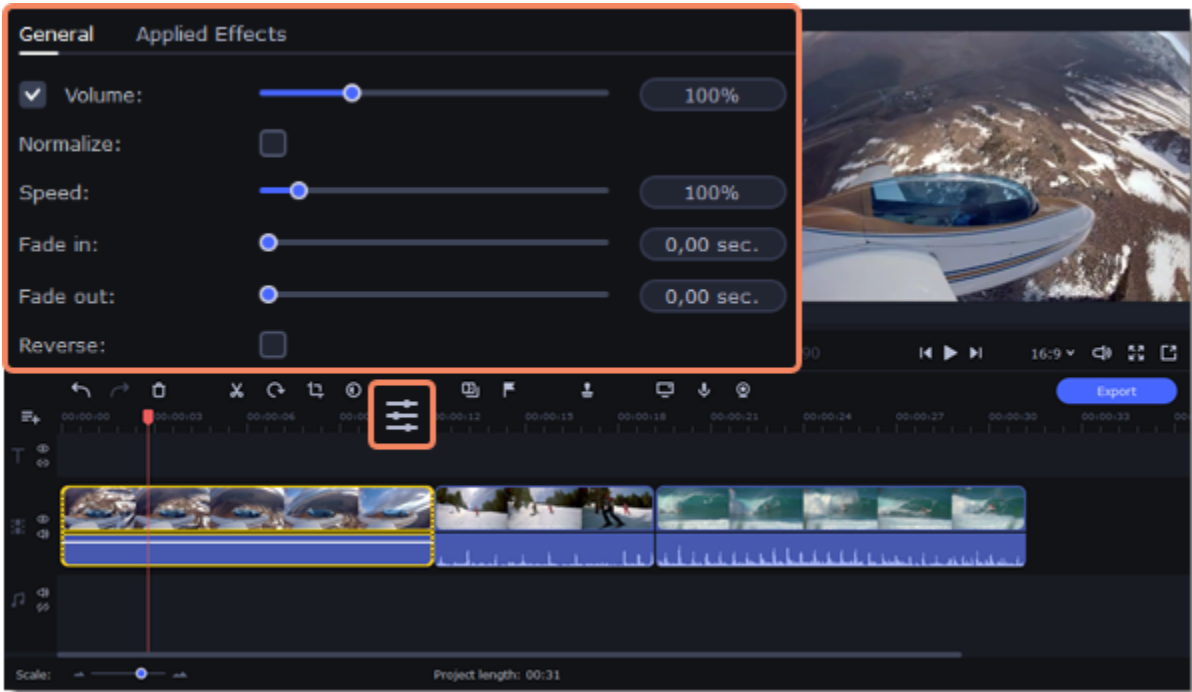 General Applied Effects
Volume: 100%
Normalize:
Speed: 100%
Fade in: 0,00 sec.
Fade out: 0,00 sec.
Reverse:
16:9
Export
00:00:00 00:00:03 00:00:06 00:00:12 00:00:15 00:00:18 00:00:21 00:00:24 00:00:27 00:00:30 00:00:33
T
Scale: Project length: 00:31